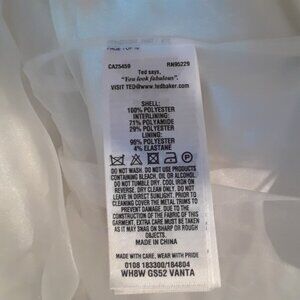 CA25459 RN95229
Ted says,
"You look fabulous".
VISIT TED@www.tedbaker.com
SHELL:
100% POLYESTER
INTERLINING:
71% POLYAMIDE
29% POLYESTER
LINING:
96% POLYESTER
4% ELASTANE
DO NOT WASH. DO NOT USE PRODUCTS
CONTAINING BLEACH, OIL OR ALCOHOL.
DO NOT TUMBLE DRY. COOL IRON ON
REVERSE. DRY CLEAN ONLY. DO NOT
LEAVE IN DIRECT SUNLIGHT. PRIOR TO
CLEANING COVER THE METAL TRIMS TO
PREVENT DAMAGE. DUE TO THE
CONSTRUCTION OF THE FABRIC OF THIS
GARMENT, EXTRA CARE MUST BE TAKEN AS
IT MAY SNAG ON SHARP OR ROUGH
OBJECTS.
MADE IN CHINA
MADE WITH CARE, WEAR WITH PRIDE
0108 183300/184804
WH8W GS52 VANTA